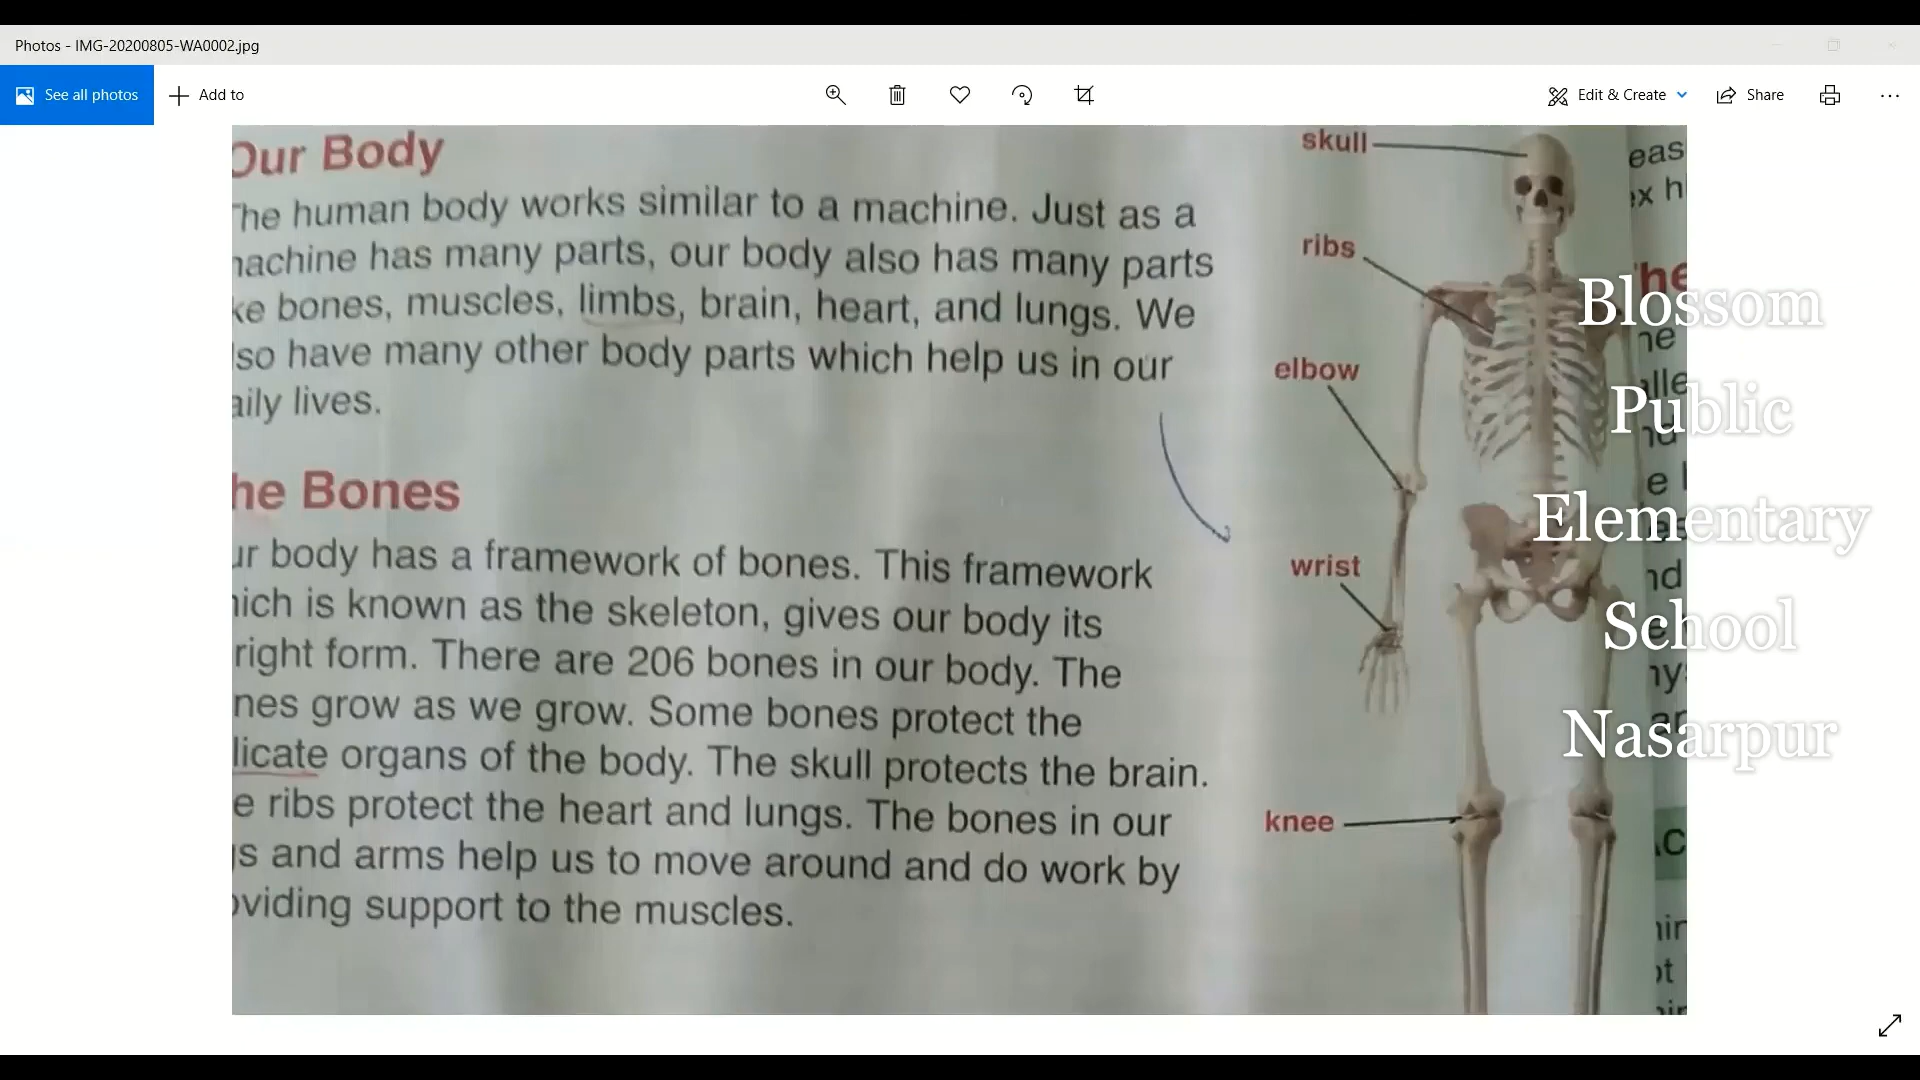 Photos - IMG-20200805-WA0002.jpg
See all photos
Add to
Edit & Create
Share
Our Body
The human body works similar to a machine. Just as a
machine has many parts, our body also has many parts
ke bones, muscles, limbs, brain, heart, and lungs. We
so have many other body parts which help us in our
aily lives.
he Bones
ur body has a framework of bones. This framework
hich is known as the skeleton, gives our body its
right form. There are 206 bones in our body. The
nes grow as we grow. Some bones protect the
licate organs of the body. The skull protects the brain.
e ribs protect the heart and lungs. The bones in our
gs and arms help us to move around and do work by
oviding support to the muscles.
skull
ribs
elbow
wrist
knee
Blossom
Public
Elementary
School
Nasarpur